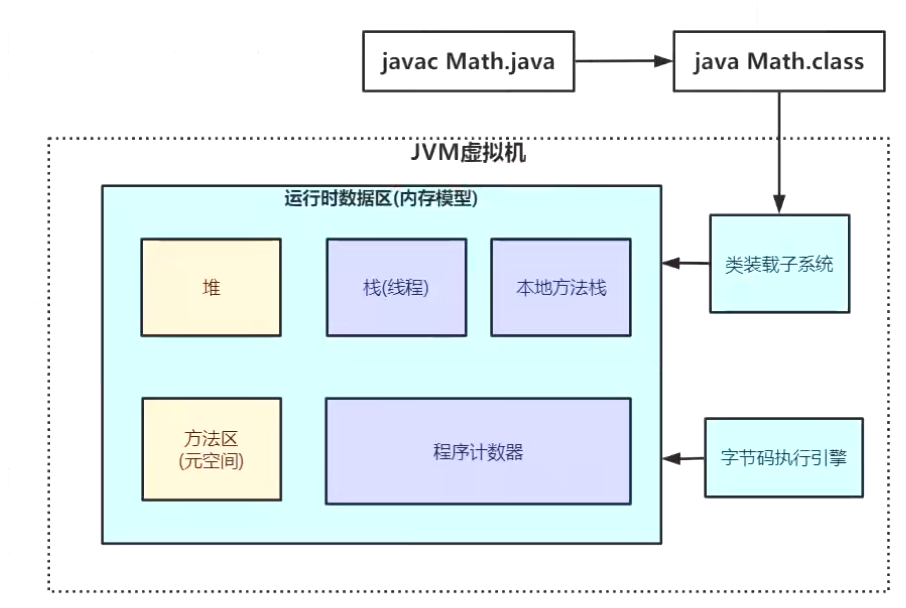 javac Math.java
java Math.class
JVM虚拟机
运行时数据区(内存模型)
堆
栈(线程)
本地方法栈
类装载子系统
方法区
(元空间)
程序计数器
字节码执行引擎